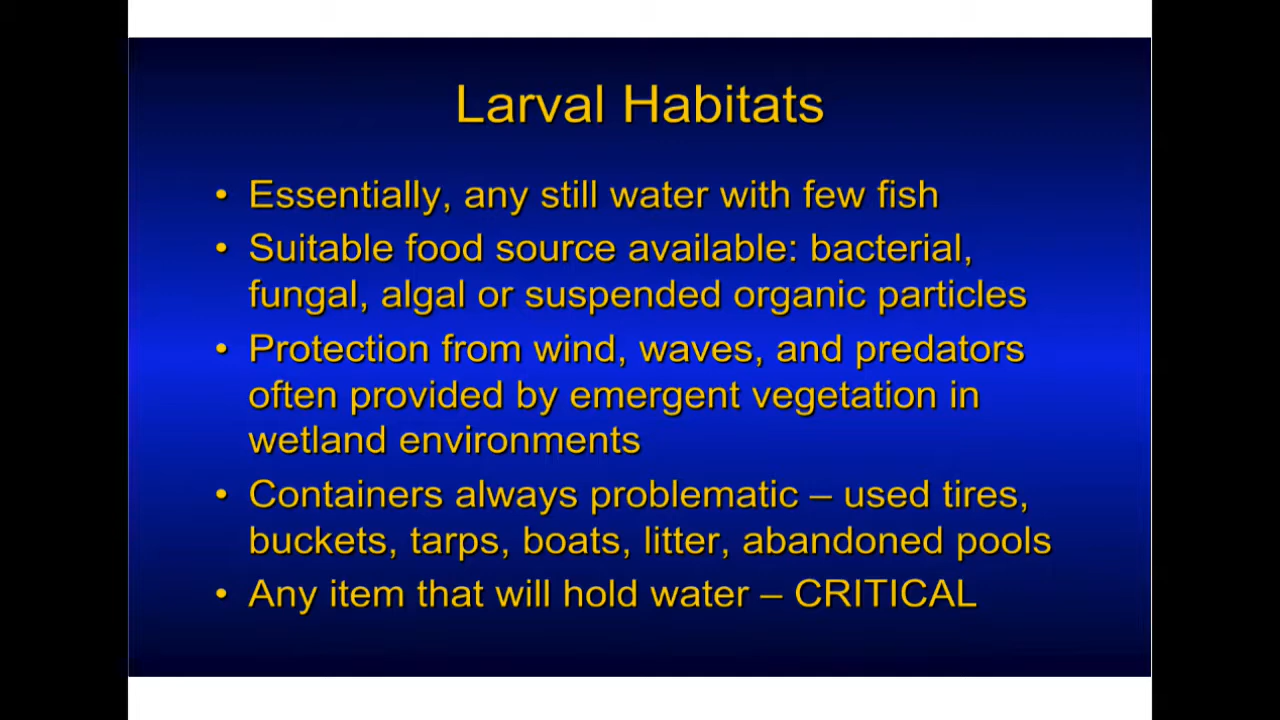 Larval Habitats
• Essentially, any still water with few fish
• Suitable food source available: bacterial,
fungal, algal or suspended organic particles
• Protection from wind, waves, and predators
often provided by emergent vegetation in
wetland environments
• Containers always problematic – used tires,
buckets, tarps, boats, litter, abandoned pools
• Any item that will hold water – CRITICAL